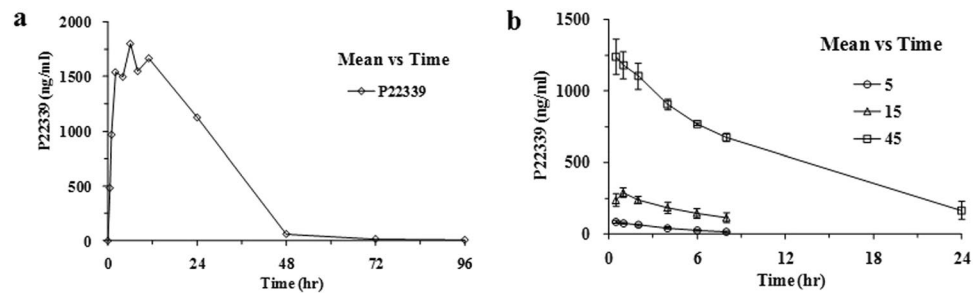 a
P22339 (ng/ml)
2000
1500
1000
500
0
0 24 48 72 96
Time (hr)
Mean vs Time
P22339
b
P22339 (ng/ml)
1500
1000
500
0
0 6 12 18 24
Time (hr)
Mean vs Time
5
15
45